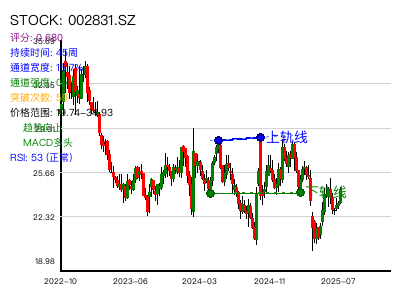 STOCK: 002831.SZ
评分: 0.680
持续时间: 45周
通道宽度:
通道强度:
突破次数:
价格范围: 19.74-34.93
趋势向上
MACD多头
RSI: 53 (正常)
上轨线
下轨线
25.66
22.32
18.98
2022-10
2023-06
2024-03
2024-11
2025-07